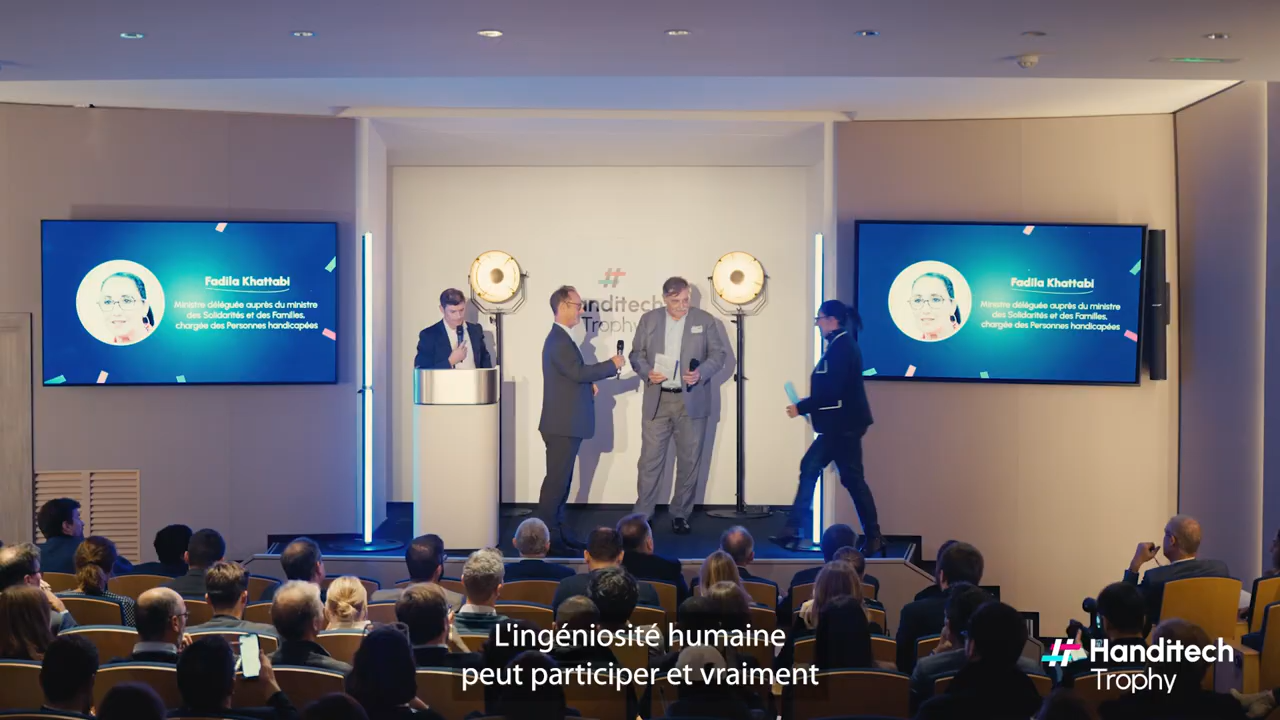 Fadila Khattabi
Ministre déléguée auprès du ministre
des Solidarités et des Familles,
chargée des Personnes handicapées
Handitech
Trophy
Fadila Khattabi
Ministre déléguée auprès du ministre
des Solidarités et des Familles,
chargée des Personnes handicapées
L'ingéniosité humaine
peut participer et vraiment
Handitech
Trophy